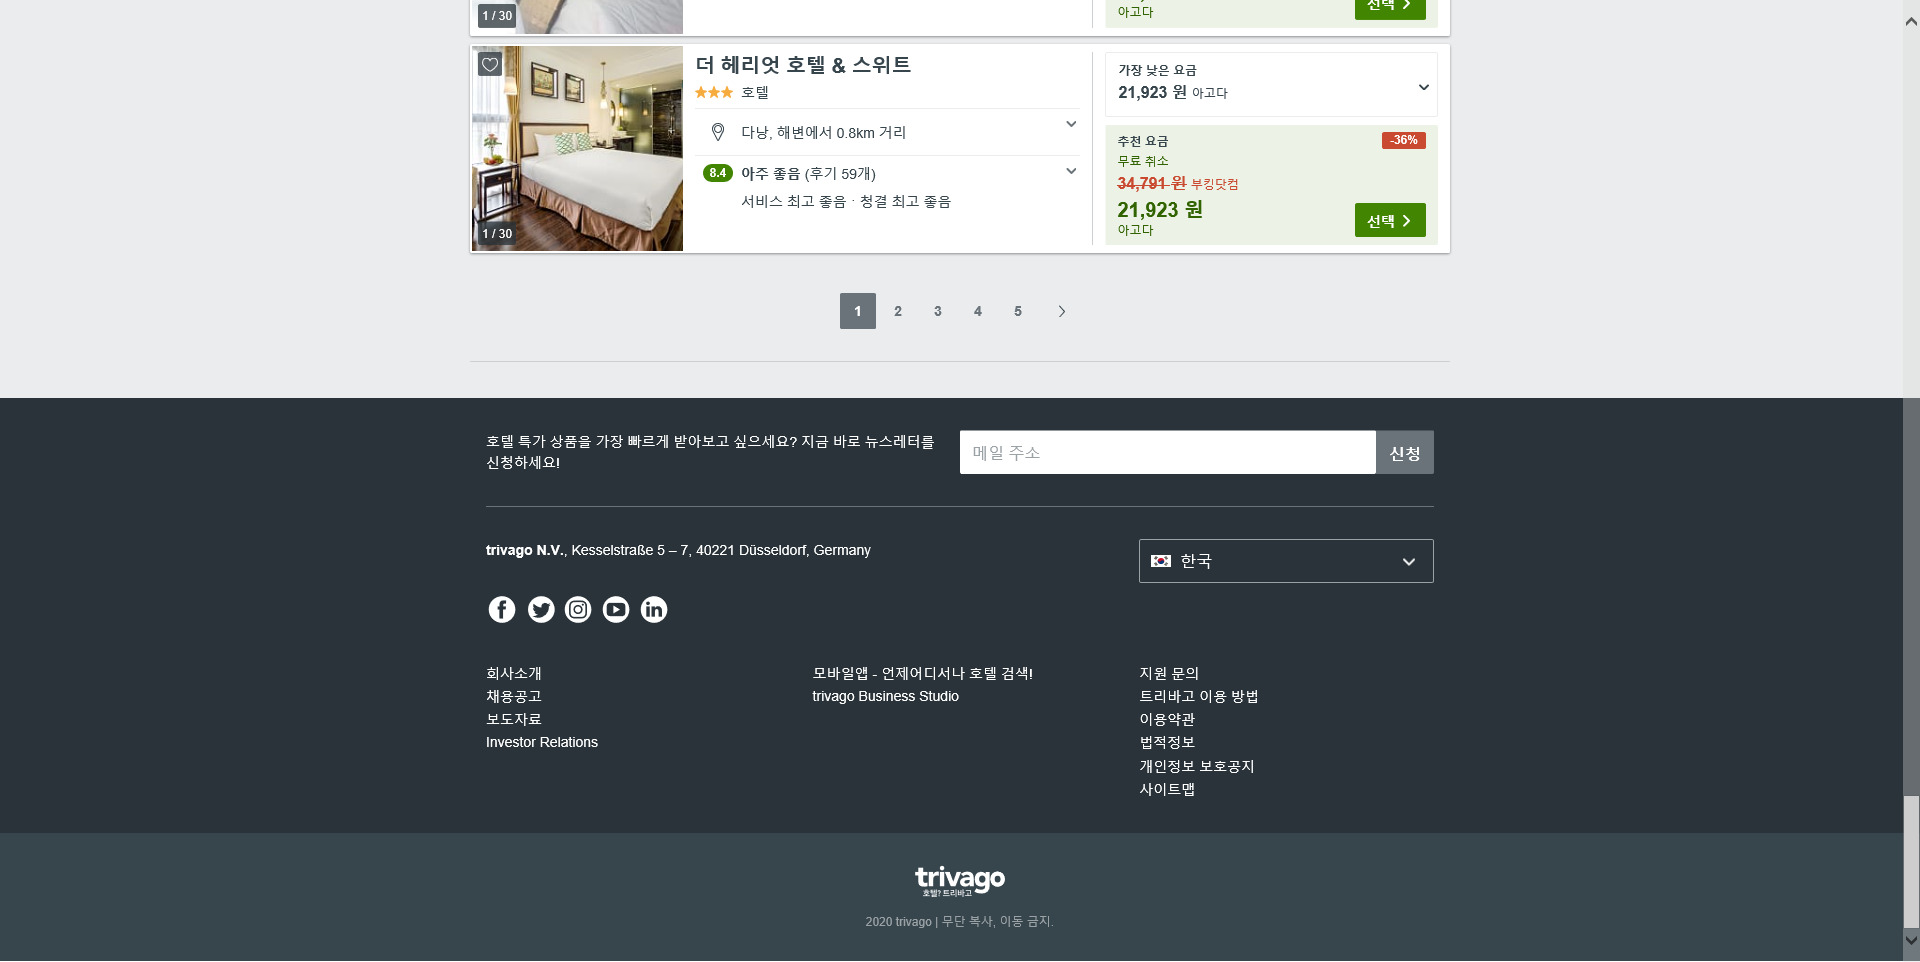 1 / 30
아고다
선택
더 헤리엇 호텔 & 스위트
호텔
다낭, 해변에서 0.8km 거리
8.4 아주 좋음 (후기 59개)
서비스 최고 좋음 · 청결 최고 좋음
1 / 30
가장 낮은 요금
21,923 원 아고다
추천 요금 -36%
무료 취소
34,791 원 부킹닷컴
21,923 원
아고다
선택
1 2 3 4 5
호텔 특가 상품을 가장 빠르게 받아보고 싶으세요? 지금 바로 뉴스레터를
신청하세요!
메일 주소
신청
trivago N.V., Kesselstraße 5 – 7, 40221 Düsseldorf, Germany
한국
회사소개
채용공고
보도자료
Investor Relations
모바일앱 - 언제어디서나 호텔 검색!
trivago Business Studio
지원 문의
트리바고 이용 방법
이용약관
법적정보
개인정보 보호공지
사이트맵
trivago
호텔? 트리바고
2020 trivago | 무단 복사, 이동 금지.